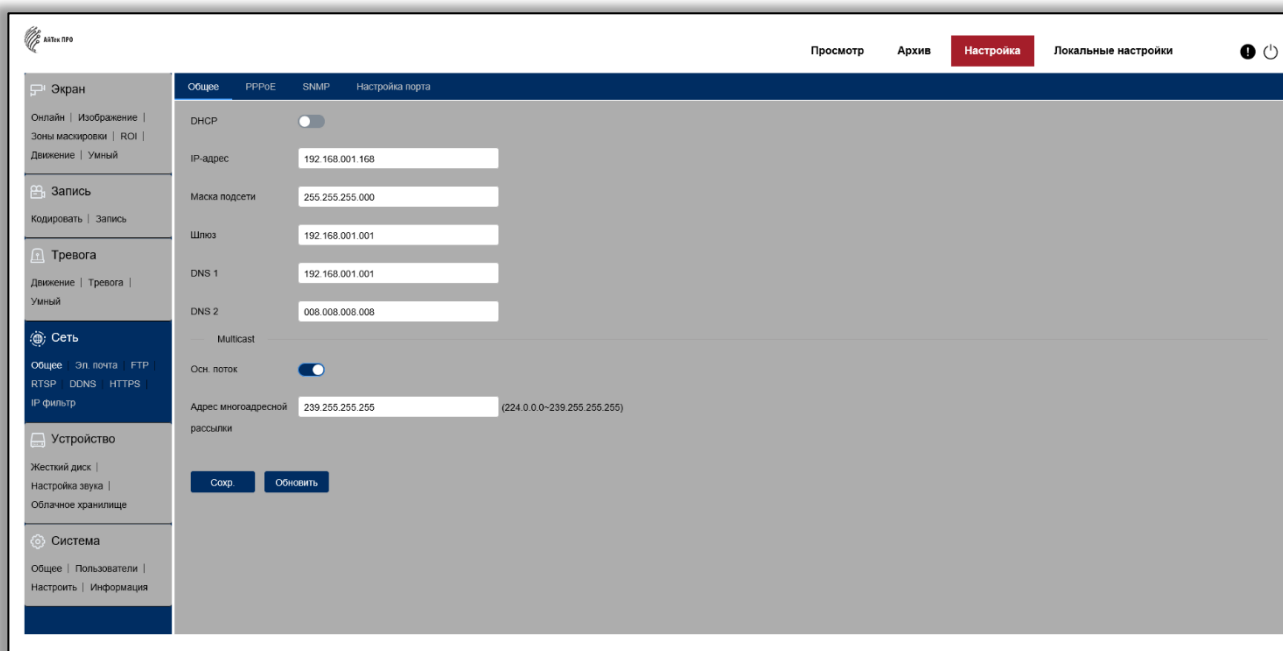 АйТек ПРО
Просмотр Архив Настройка Локальные настройки
Экран
Онлайн | Изображение |
Зоны маскировки | ROI |
Движение | Умный
Запись
Кодировать | Запись
Тревога
Движение | Тревога |
Умный
Сеть
Общее | Эл. почта | FTP |
RTSP | DDNS | HTTPS |
IP фильтр
Устройство
Жесткий диск |
Настройка звука |
Облачное хранилище
Система
Общее | Пользователи |
Настроить | Информация
Общее PPPoE SNMP Настройка порта
DHCP
IP-адрес 192.168.001.168
Маска подсети 255.255.255.000
Шлюз 192.168.001.001
DNS 1 192.168.001.001
DNS 2 008.008.008.008
Multicast
Осн. поток
Адрес многоадресной 239.255.255.255 (224.0.0.0~239.255.255.255)
рассылки
Сохр. Обновить